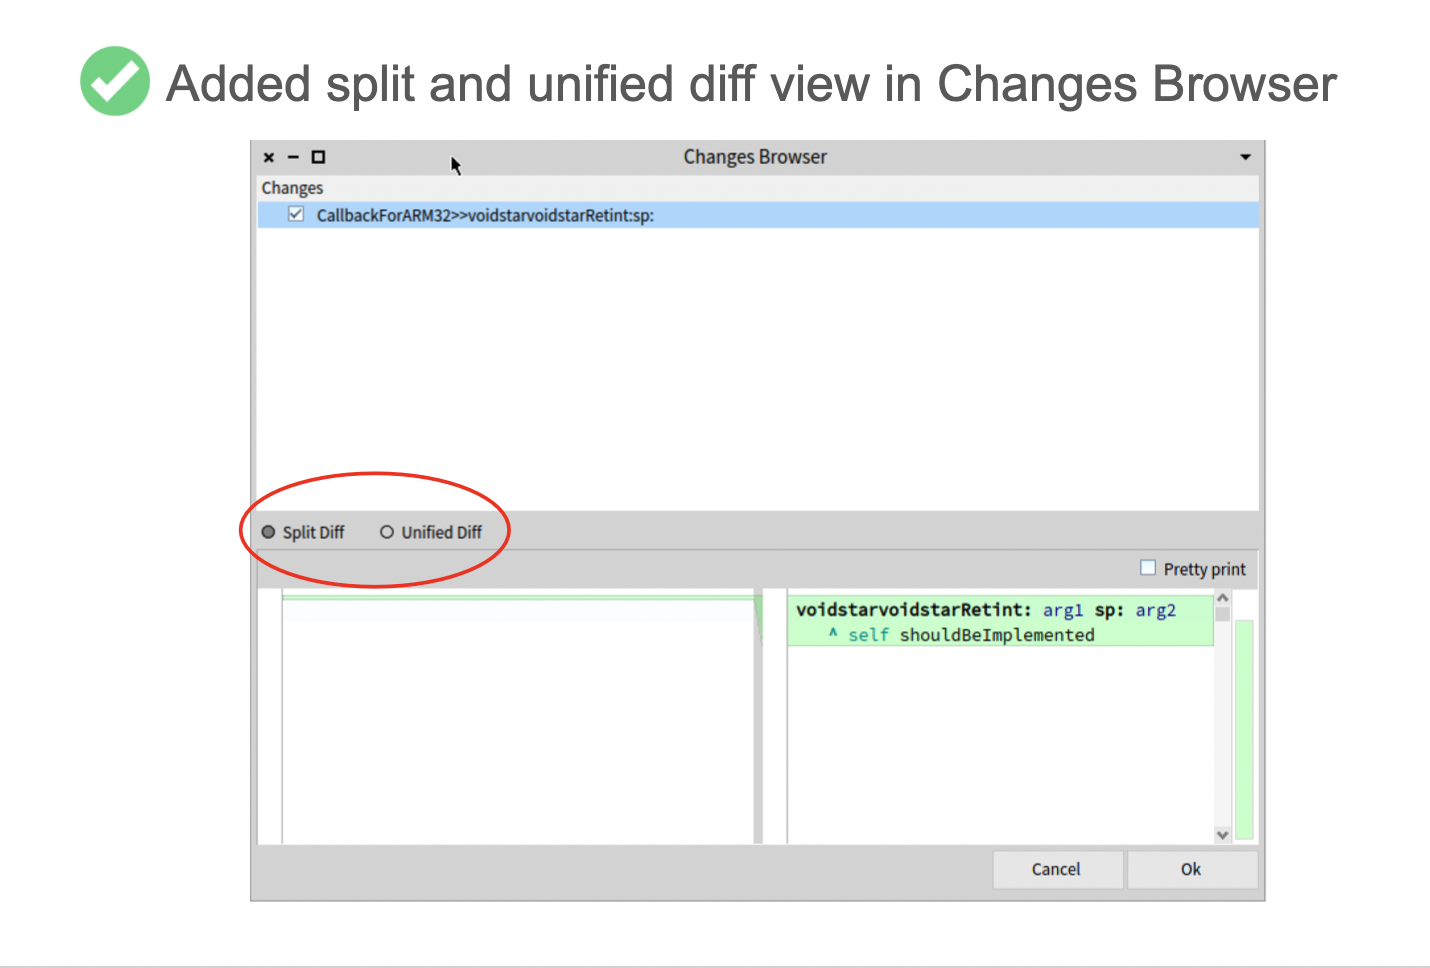 Added split and unified diff view in Changes Browser
Changes Browser
Changes
CallbackForARM32>>voidstarvoidstarRetint:sp:
Split Diff Unified Diff
Pretty print
voidstarvoidstarRetint: arg1 sp: arg2
^ self shouldBeImplemented
Cancel Ok